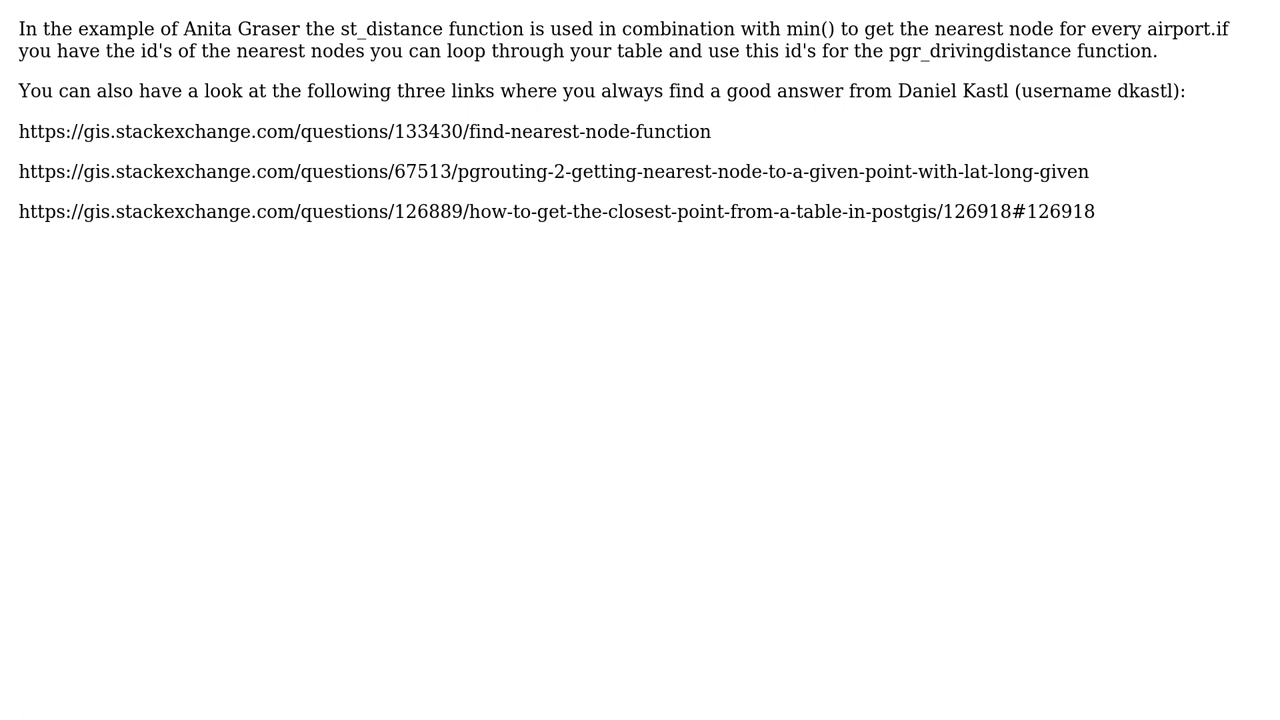 In the example of Anita Graser the st_distance function is used in combination with min() to get the nearest node for every airport.if
you have the id's of the nearest nodes you can loop through your table and use this id's for the pgr_drivingdistance function.
You can also have a look at the following three links where you always find a good answer from Daniel Kastl (username dkastl):
https://gis.stackexchange.com/questions/133430/find-nearest-node-function
https://gis.stackexchange.com/questions/67513/pgrouting-2-getting-nearest-node-to-a-given-point-with-lat-long-given
https://gis.stackexchange.com/questions/126889/how-to-get-the-closest-point-from-a-table-in-postgis/126918#126918